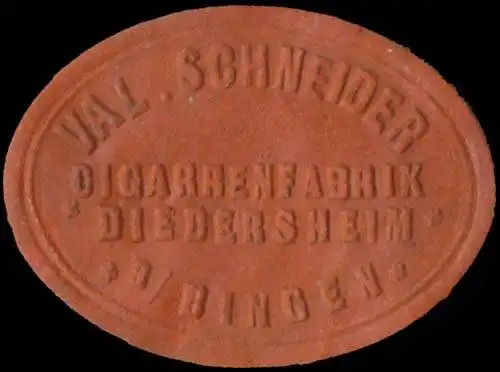 VAL. SCHNEIDER
CIGARRENFABRIK
DIEDERSHEIM
B/BINGEN.